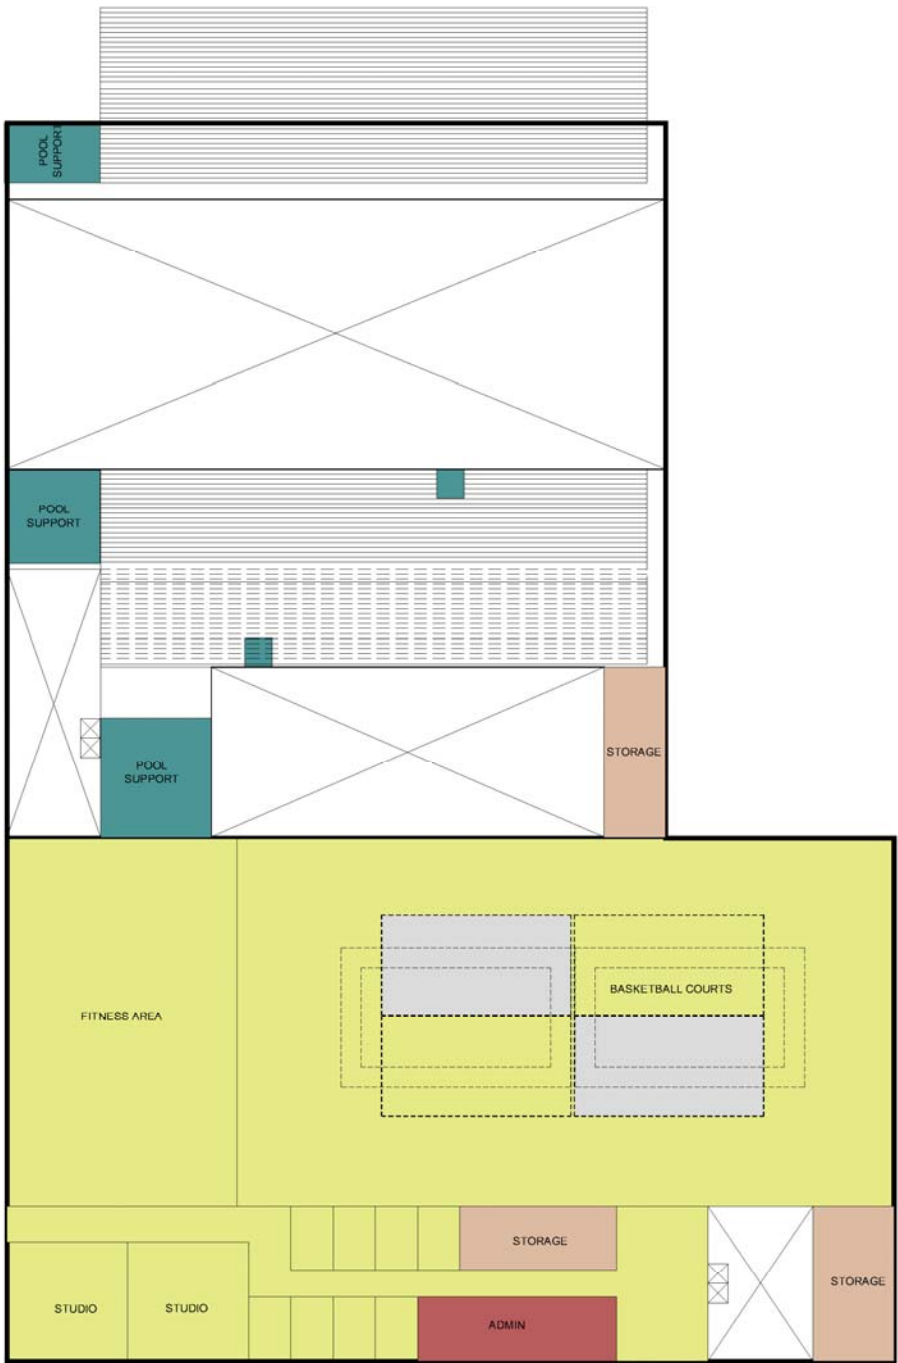 POOL
SUPPORT
POOL
SUPPORT
POOL
SUPPORT
STORAGE
BASKETBALL COURTS
FITNESS AREA
STORAGE
STORAGE
STUDIO
STUDIO
ADMIN